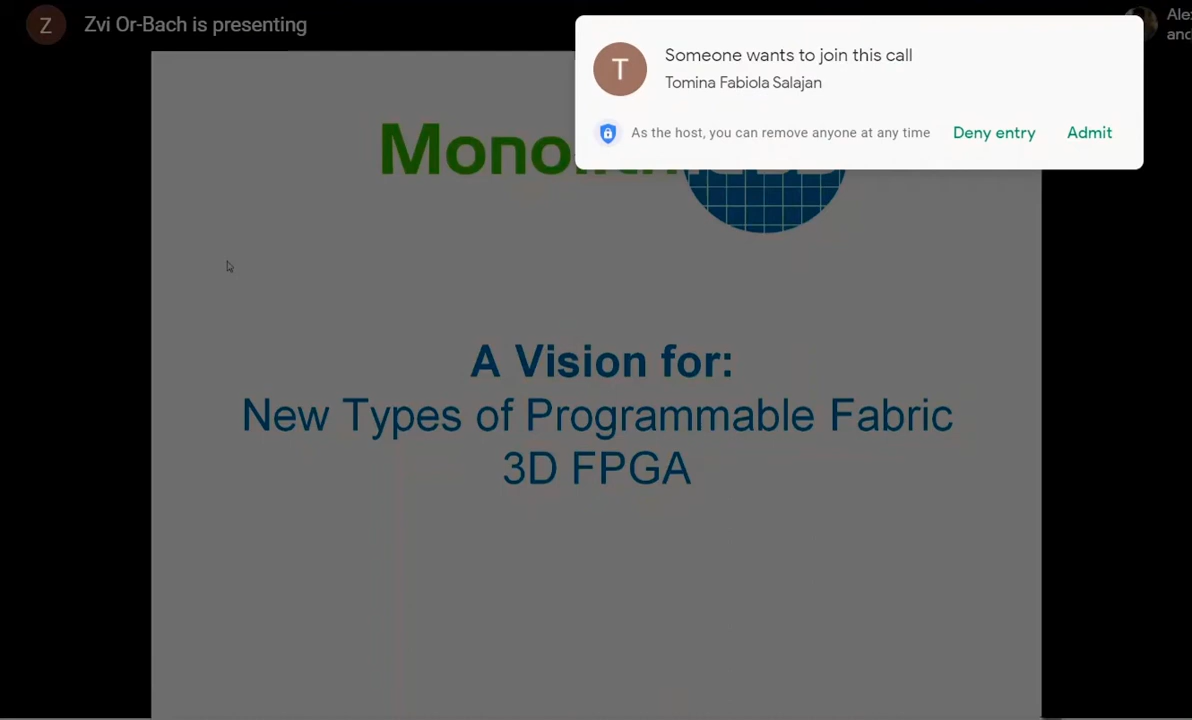 Z
Zvi Or-Bach is presenting
Someone wants to join this call
T
Tomina Fabiola Salajan
As the host, you can remove anyone at any time
Deny entry
Admit
A Vision for:
New Types of Programmable Fabric
3D FPGA